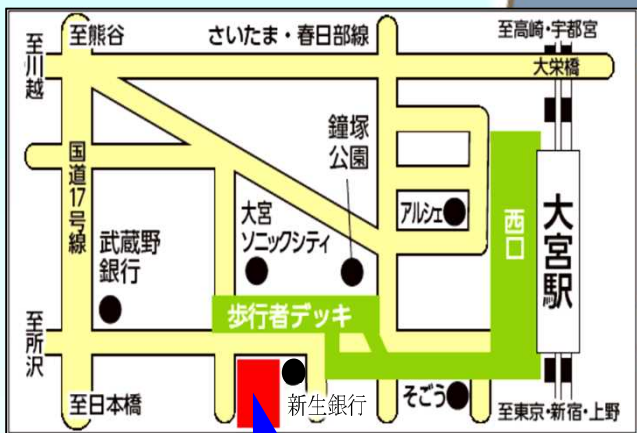 至熊谷
さいたま・春日部線
至高崎・宇都宮
至川越
大栄橋
鐘塚
公園
国道17号線
アルシェ
西口
大宮駅
大宮
ソニックシティ
武蔵野
銀行
歩行者デッキ
至所沢
至日本橋
新生銀行
そごう
至東京・新宿・上野